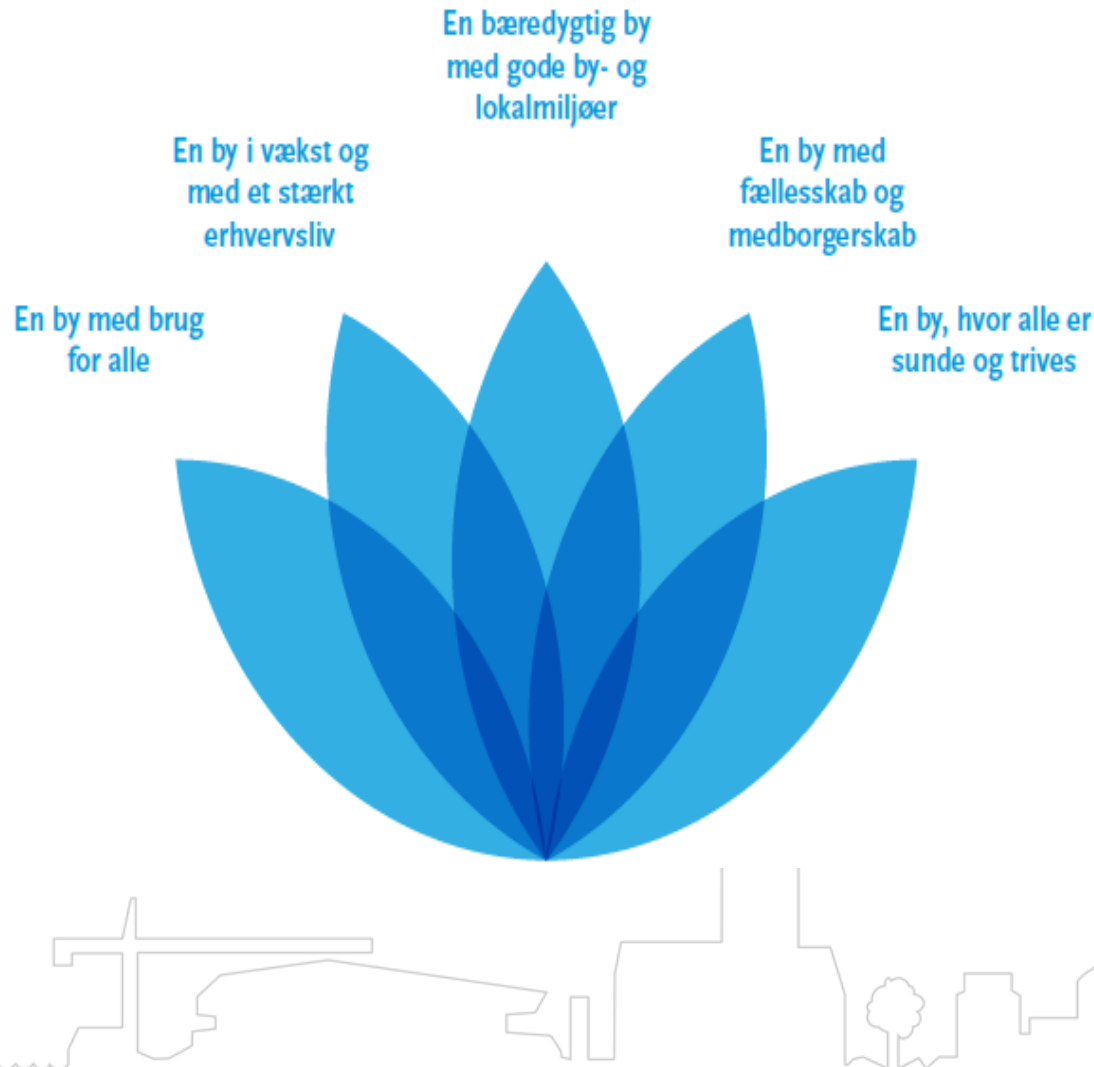 En bæredygtig by
med gode by- og
lokalmiljøer
En by i vækst og
med et stærkt
erhvervsliv
En by med
fællesskab og
medborgerskab
En by med brug
for alle
En by, hvor alle er
sunde og trives